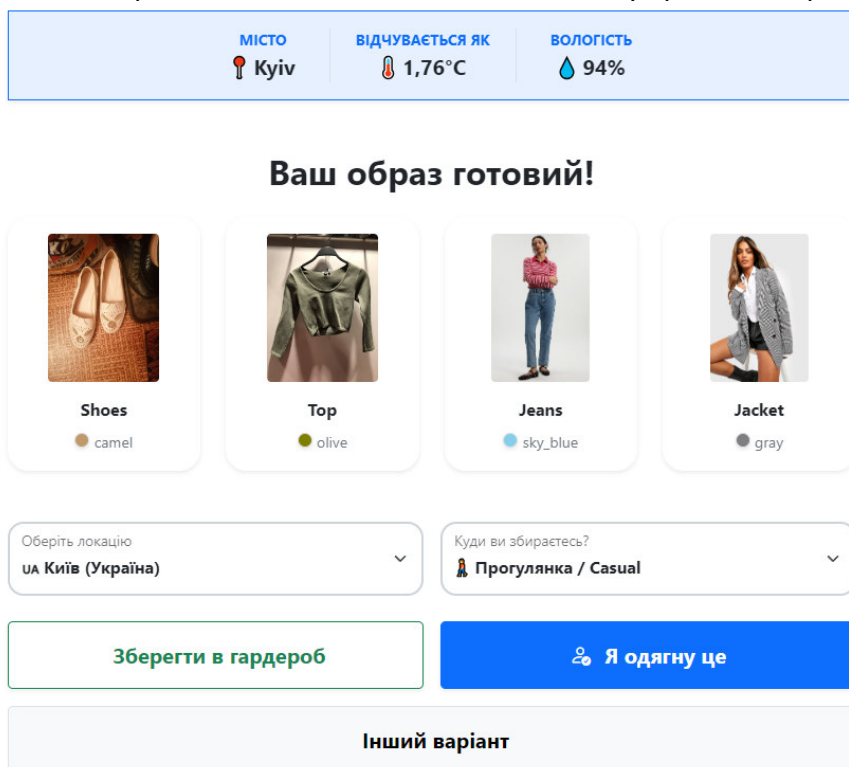 МІСТО ВІДЧУВАЄТЬСЯ ЯК ВОЛОГІСТЬ
Kyiv 1,76°C 94%
Ваш образ готовий!
Shoes Top Jeans Jacket
camel olive sky_blue gray
Оберіть локацію Куди ви збираєтесь?
UA Київ (Україна) Прогулянка / Casual
Зберегти в гардероб Я одягну це
Інший варіант